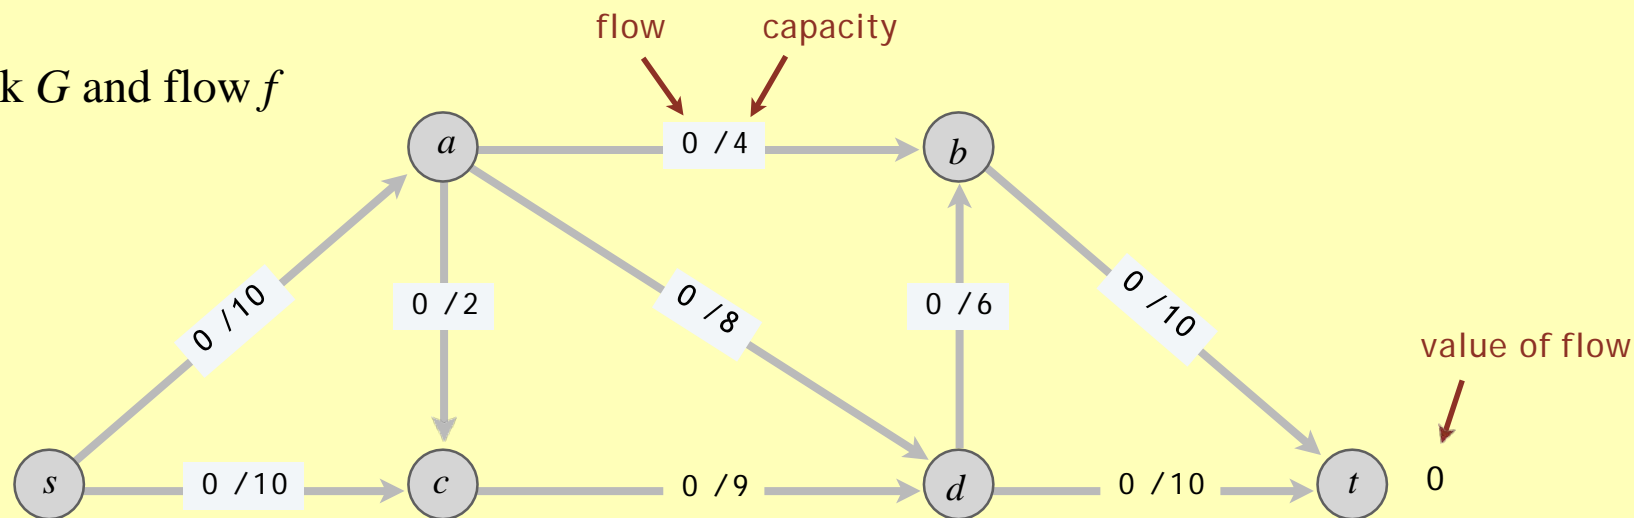 flow capacity
k G and flow f
a 0 / 4 b
0 / 10 0 / 2 0 / 8 0 / 6 0 / 10
value of flow
s 0 / 10 c 0 / 9 d 0 / 10 t 0